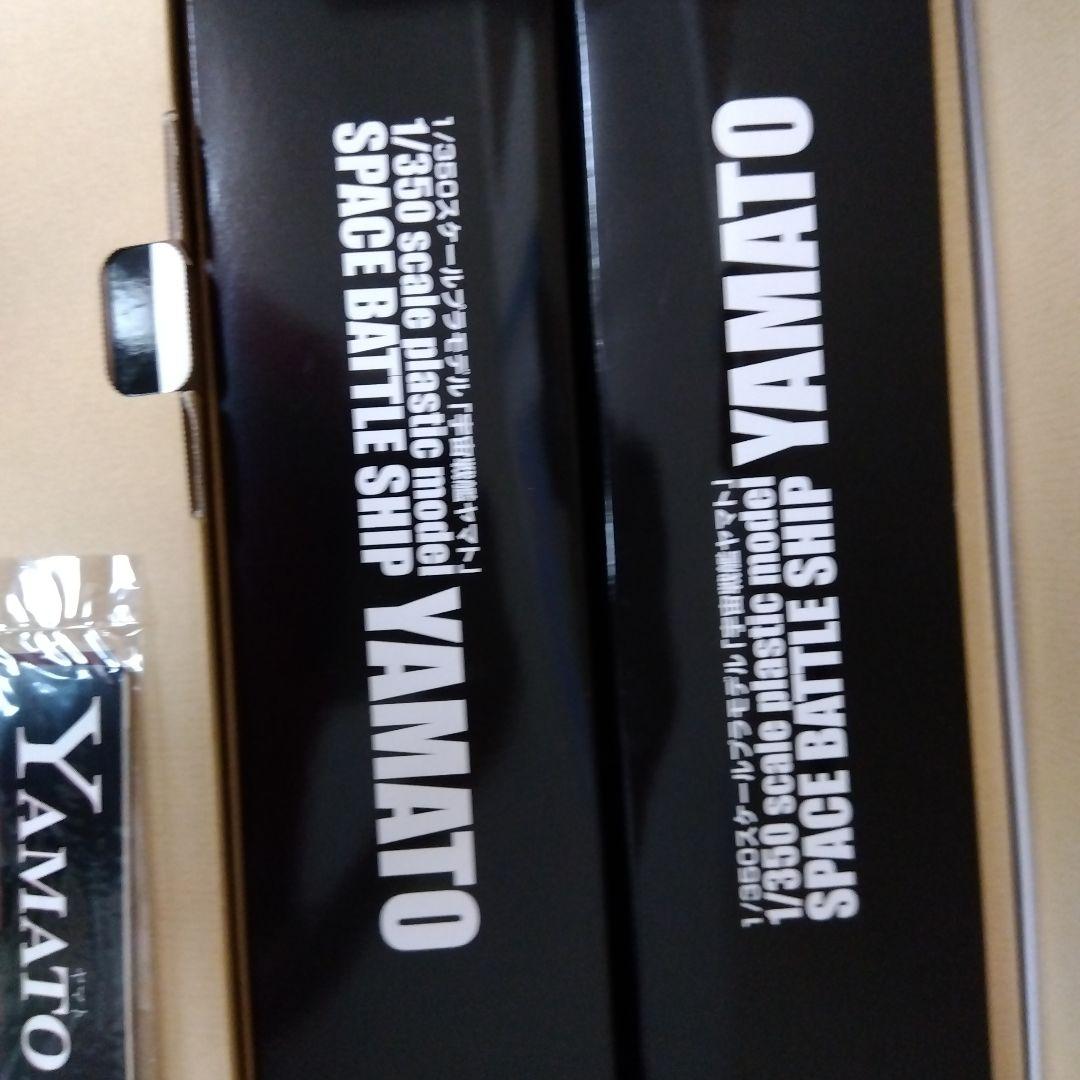 1/350スケールプラモデル「宇宙戦艦ヤマト」
1/350 scale plastic model
SPACE BATTLE SHIP YAMATO
1/350スケールプラモデル「宇宙戦艦ヤマト」
1/350 scale plastic model
SPACE BATTLE SHIP YAMATO
YAMATO
ヤマト